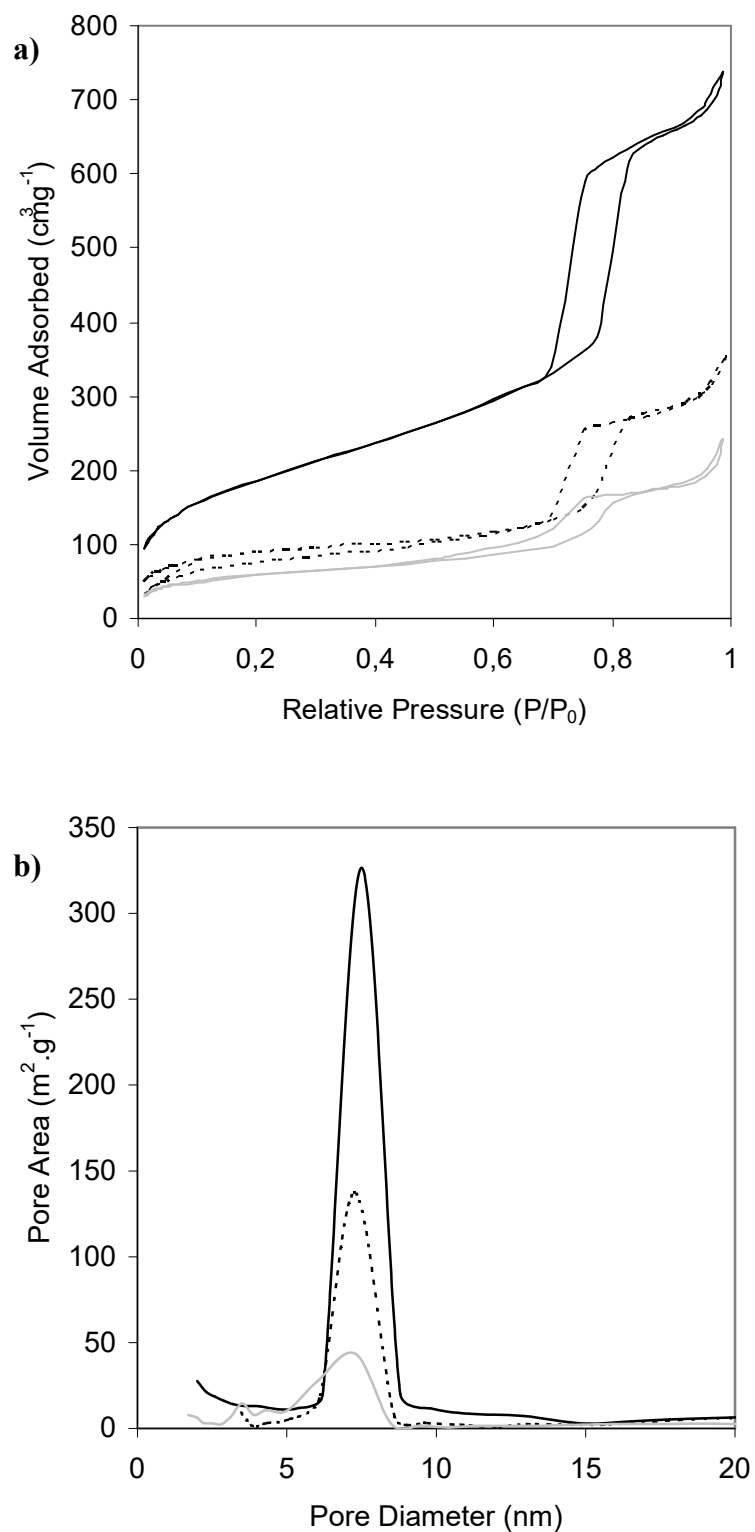 a)
800
700
600
500
400
300
200
100
0
Volume Adsorbed (cm³g⁻¹)
0 0,2 0,4 0,6 0,8 1
Relative Pressure (P/P₀)
b)
350
300
250
200
150
100
50
0
Pore Area (m².g⁻¹)
0 5 10 15 20
Pore Diameter (nm)